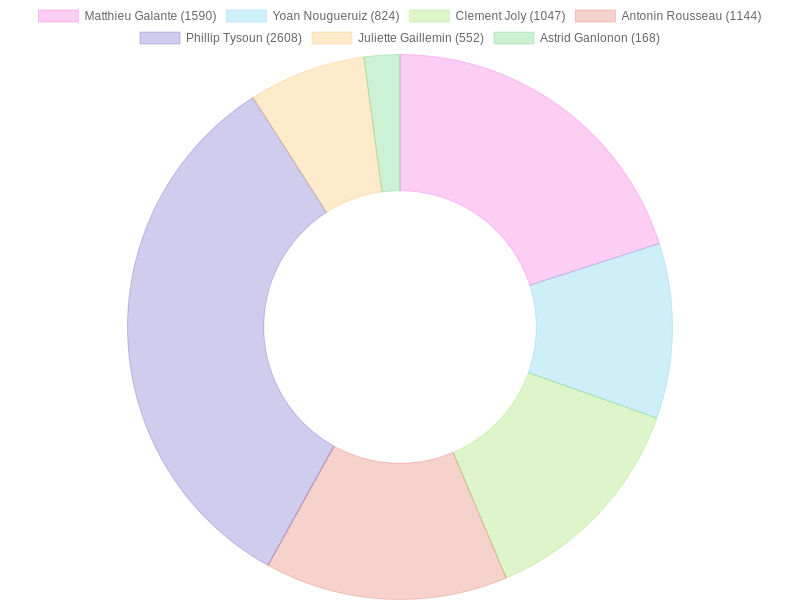 Matthieu Galante (1590) Yoan Nougueruiz (824) Clement Joly (1047) Antonin Rousseau (1144)
Phillip Tysoun (2608) Juliette Gaillemin (552) Astrid Ganlonon (168)